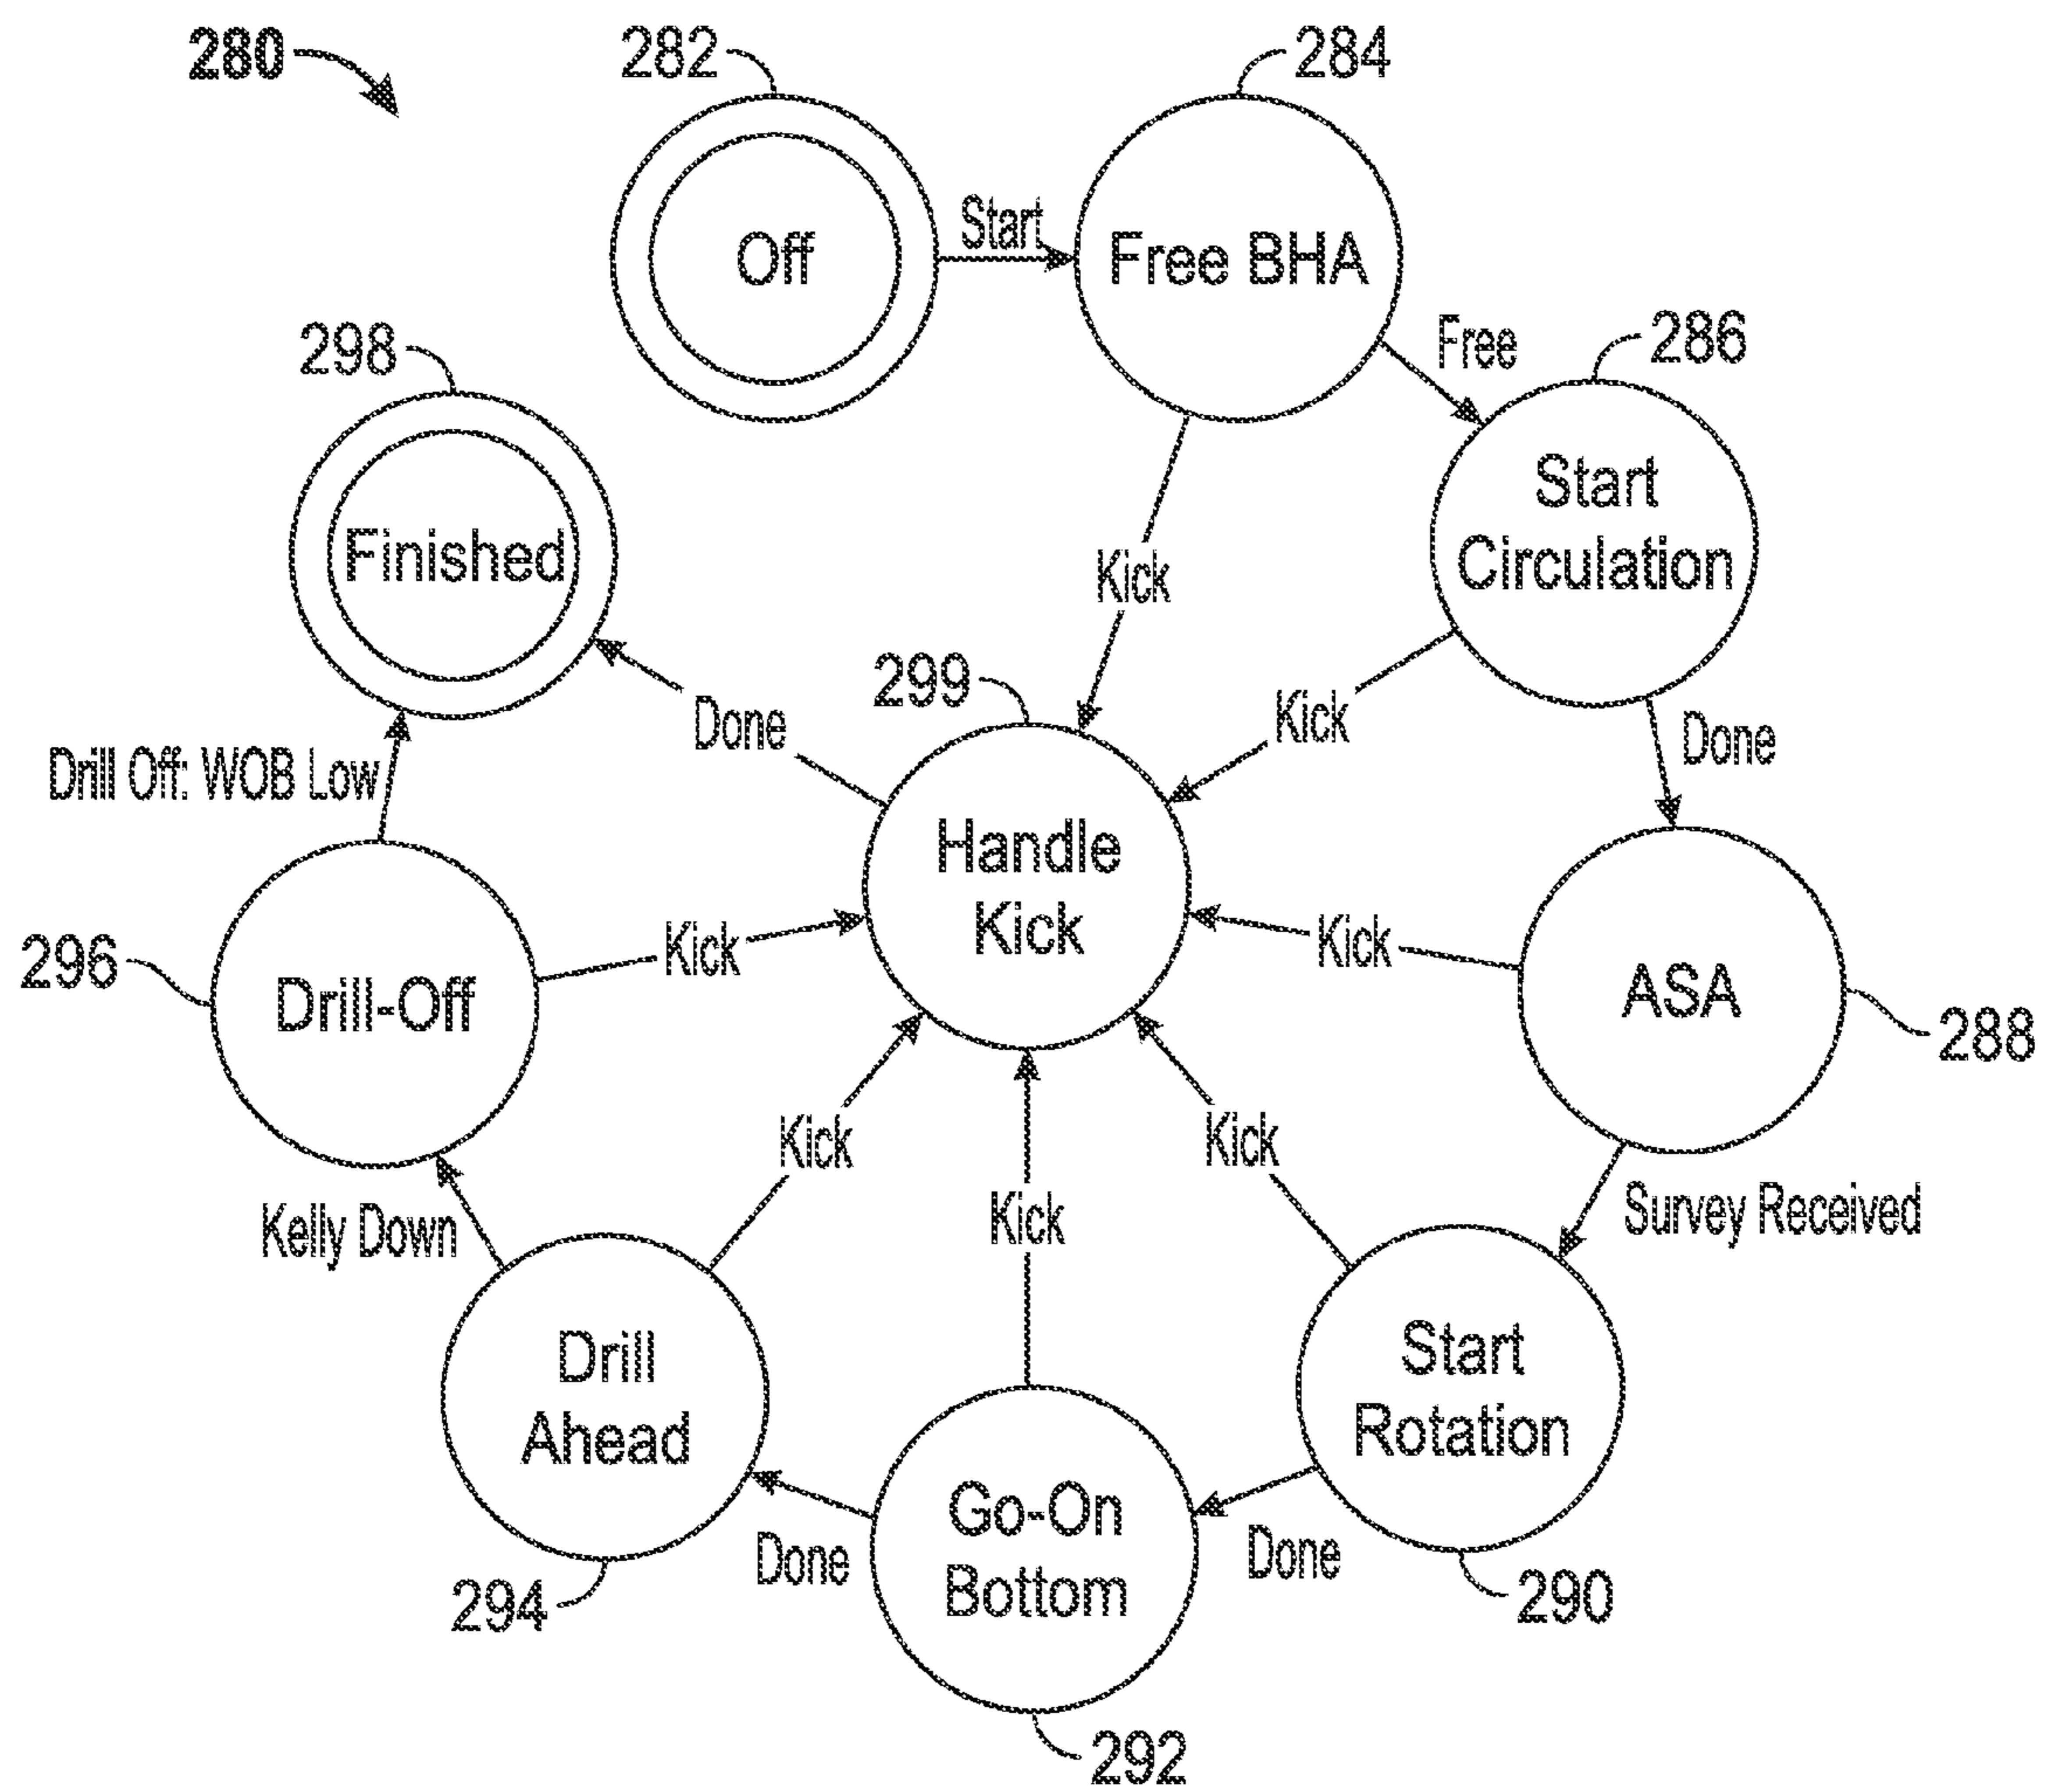 280
282
284
Off
Start
Free BHA
Free
286
298
Start
Circulation
Finished
Kick
299
Kick
Done
Done
Drill Off: WOB Low
Handle
Kick
296
Drill-Off
Kick
Kick
ASA
288
Kick
Kick
Kick
Kelly Down
Survey Received
Drill
Ahead
Start
Rotation
Go-On
Bottom
Done
Done
294
290
292